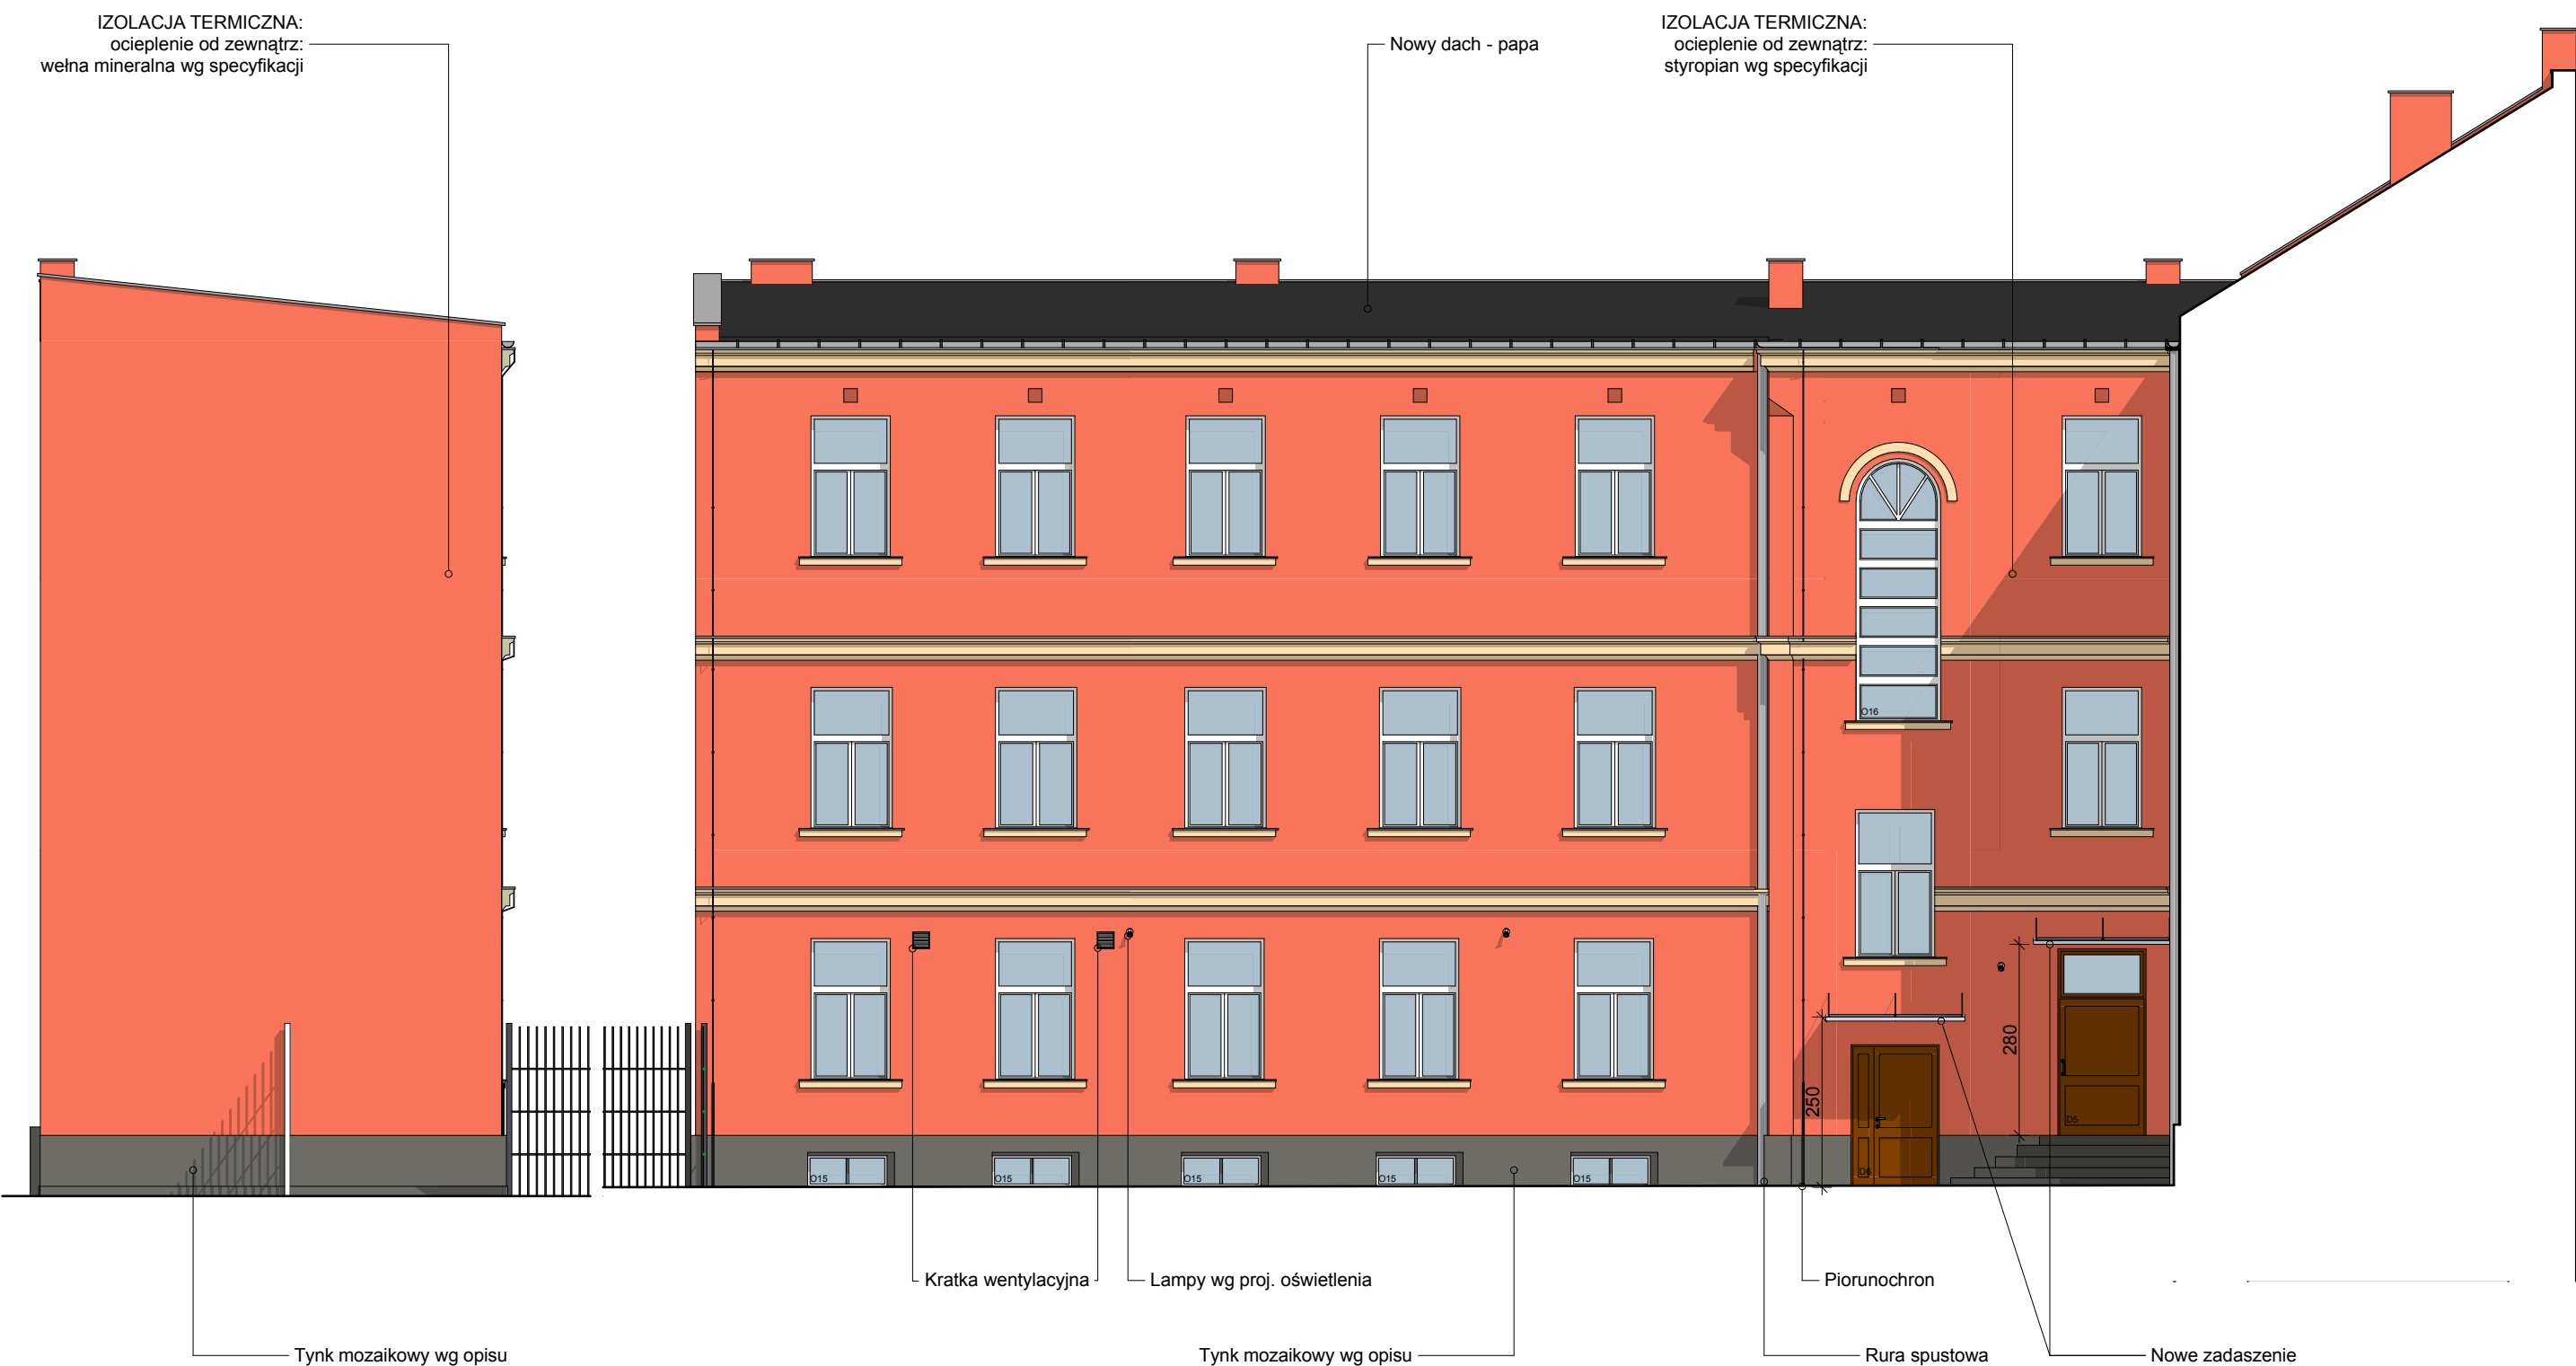 IZOLACJA TERMICZNA:
ocieplenie od zewnątrz:
wełna mineralna wg specyfikacji
Nowy dach - papa
IZOLACJA TERMICZNA:
ocieplenie od zewnątrz:
styropian wg specyfikacji
O16
280
250
D5
D6
O15
O15
O15
O15
O15
Kratka wentylacyjna
Lampy wg proj. oświetlenia
Piorunochron
Tynk mozaikowy wg opisu
Tynk mozaikowy wg opisu
Rura spustowa
Nowe zadaszenie